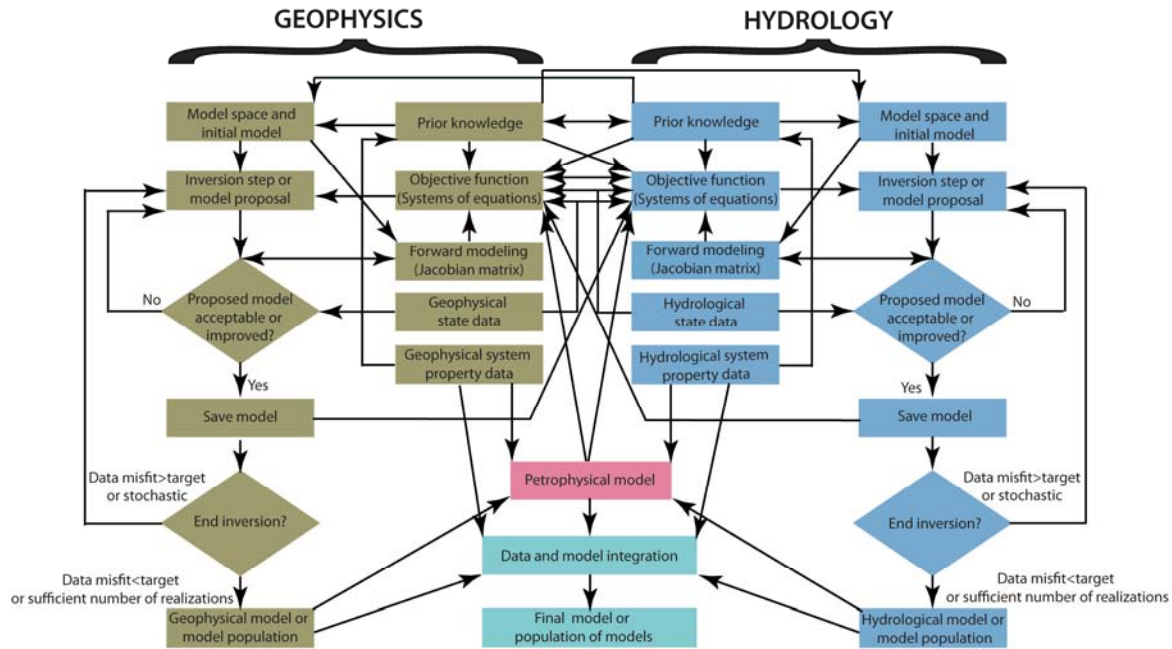 GEOPHYSICS
HYDROLOGY
Model space and
initial model
Prior knowledge
Prior knowledge
Model space and
initial model
Inversion step or
model proposal
Objective function
(Systems of equations)
Objective function
(Systems of equations)
Inversion step or
model proposal
Forward modeling
(Jacobian matrix)
Forward modeling
(Jacobian matrix)
No
Proposed model
acceptable or
improved?
Geophysical
state data
Hydrological
state data
Proposed model
acceptable or
improved?
No
Geophysical system
property data
Hydrological system
property data
Yes
Yes
Save model
Save model
Data misfit>target
or stochastic
Petrophysical model
Data misfit>target
or stochastic
End inversion?
End inversion?
Data and model integration
Data misfit<target
or sufficient number of realizations
Data misfit<target
or sufficient number of realizations
Geophysical model or
model population
Final model or
population of models
Hydrological model or
model population